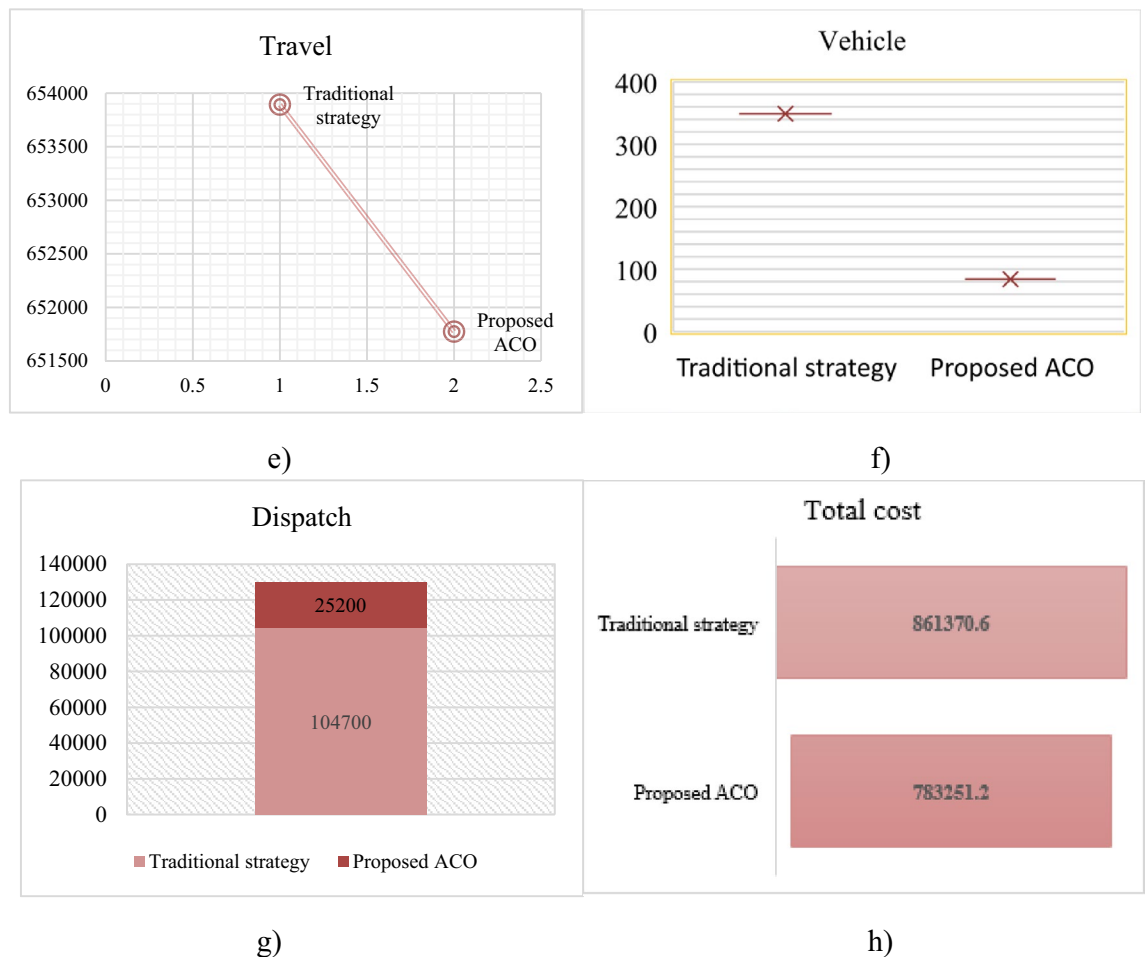 Travel
654000
653500
653000
652500
652000
651500
0
0.5
1
1.5
2
2.5
Traditional
strategy
Proposed
ACO
e)
Vehicle
400
300
200
100
0
Traditional strategy
Proposed ACO
f)
Dispatch
140000
120000
100000
80000
60000
40000
20000
0
25200
104700
Traditional strategy
Proposed ACO
g)
Total cost
Traditional strategy
861370.6
Proposed ACO
783251.2
h)